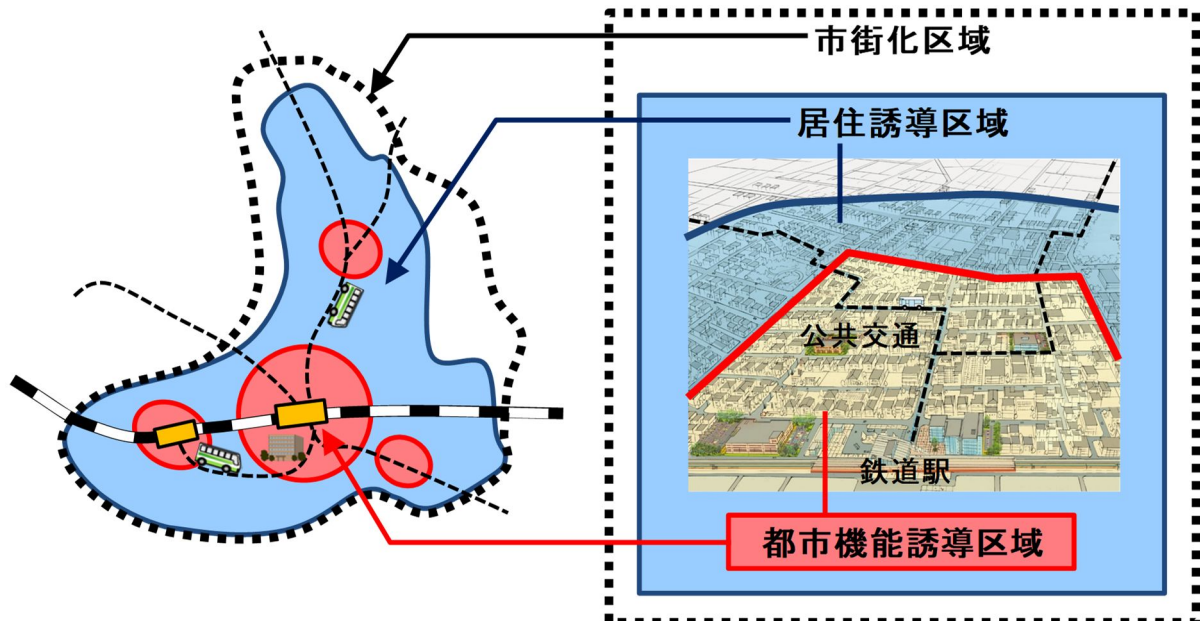 市街化区域
居住誘導区域
公共交通
鉄道駅
都市機能誘導区域